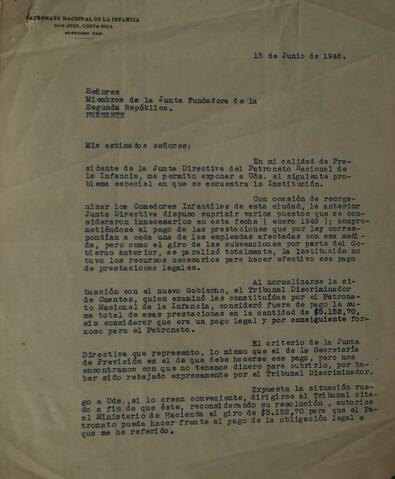 PATRONATO NACIONAL DE LA INFANCIA
SAN JOSE, COSTA RICA
APARTADO
15 de Junio de 1948.
Señores
Miembros de la Junta Fundadora de la
Segunda República.
PRESENTE
Mis estimados señores:
En mi calidad de Pre-
sidente de la Junta Directiva del Patronato Nacional de
la Infancia, me permito exponer a Uds. el siguiente pro-
blema especial en que se encuentra la Institución.
Con ocasión de reorga-
nizar los Comedores Infantiles de esta ciudad, la anterior
Junta Directiva dispuso suprimir varios puestos que se con-
sideraron innecesarios en esta fecha ( enero 1948 ); comprome-
tiéndose al pago de las prestaciones que por ley corres-
pondían a cada una de las empleadas afectadas con esa medi-
da, pero como el giro de las subvenciones por parte del Go-
bierno anterior, se paralizó totalmente, la Institución no
tuvo los recursos necesarios para hacer efectivo ese pago
de prestaciones legales.
Al normalizarse la si-
tuación con el nuevo Gobierno, el Tribunal Discriminador
de Cuentas, quien examinó las constituídas por el Patrona-
to Nacional de la Infancia, consideró fuera de pago la su-
ma total de esas prestaciones en la cantidad de ₡5.152,70,
sin considerar que era un pago legal y por consiguiente for-
zoso para el Patronato.
El criterio de la Junta
Directiva que represento, lo mismo que el de la Secretaría
de Previsión es el de que debe hacerse ese pago, pero nos
encontramos con que no tenemos dinero para cubrirlo, por ha-
ber sido rebajado expresamente por el Tribunal Discriminador.
Expuesta la situación rue-
go a Uds., si lo creen conveniente, dirigirse al Tribunal cita-
do a fin de que éste, reconsiderando su resolución , autorice
al Ministerio de Hacienda el giro de ₡5.152,70 para que el Pa-
tronato pueda hacer frente al pago de la obligación legal a
que me he referido.